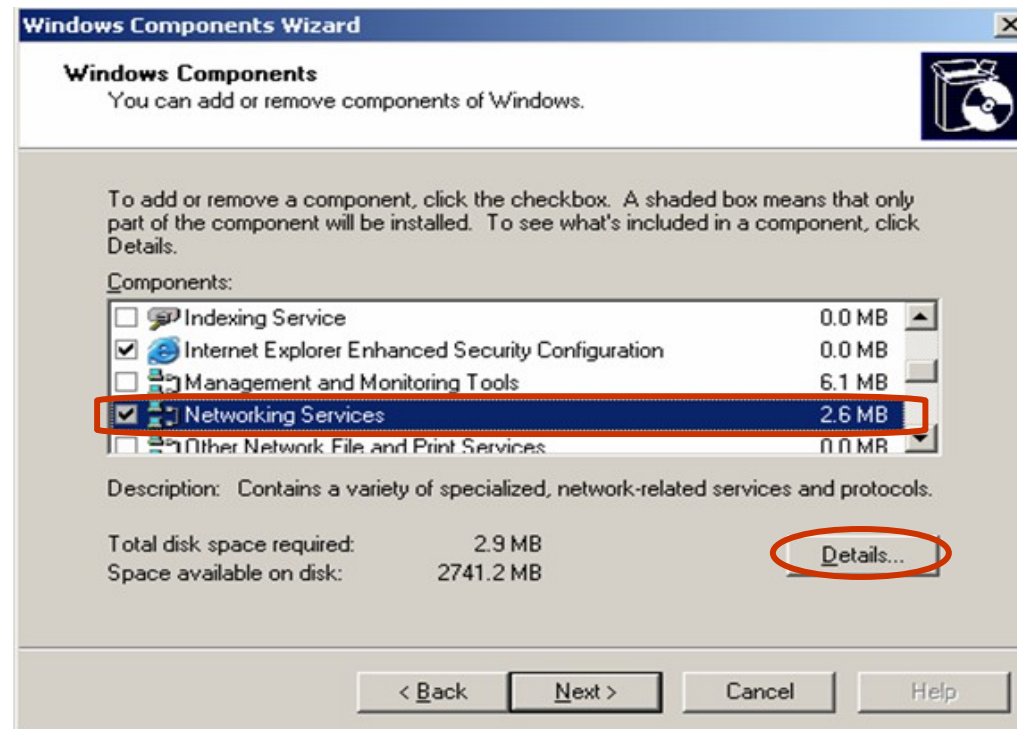 Windows Components Wizard
Windows Components
You can add or remove components of Windows.
To add or remove a component, click the checkbox. A shaded box means that only
part of the component will be installed. To see what's included in a component, click
Details.
Components:
Indexing Service 0.0 MB
Internet Explorer Enhanced Security Configuration 0.0 MB
Management and Monitoring Tools 6.1 MB
Networking Services 2.6 MB
Other Network File and Print Services 0.0 MB
Description: Contains a variety of specialized, network-related services and protocols.
Total disk space required: 2.9 MB
Details...
Space available on disk: 2741.2 MB
< Back Next > Cancel Help